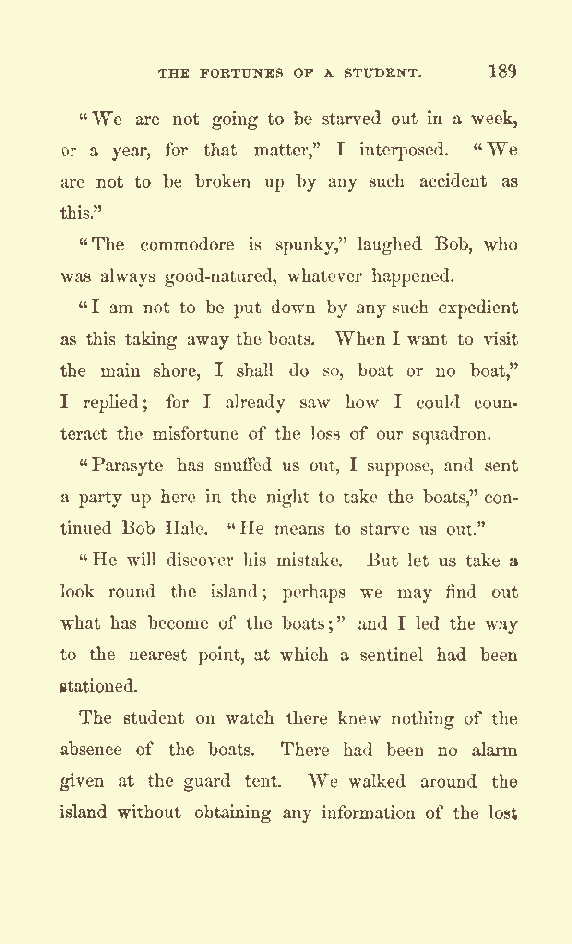 THE FORTUNES OF A STUDENT. 189
“We are not going to be starved out in a week,
or a year, for that matter,” I interposed. “We
are not to be broken up by any such accident as
this.”
“The commodore is spunky,” laughed Bob, who
was always good-natured, whatever happened.
“I am not to be put down by any such expedient
as this taking away the boats. When I want to visit
the main shore, I shall do so, boat or no boat,”
I replied; for I already saw how I could coun-
teract the misfortune of the loss of our squadron.
“Parasyte has snuffed us out, I suppose, and sent
a party up here in the night to take the boats,” con-
tinued Bob Hale. “He means to starve us out.”
“He will discover his mistake. But let us take a
look round the island; perhaps we may find out
what has become of the boats;” and I led the way
to the nearest point, at which a sentinel had been
stationed.
The student on watch there knew nothing of the
absence of the boats. There had been no alarm
given at the guard tent. We walked around the
island without obtaining any information of the lost